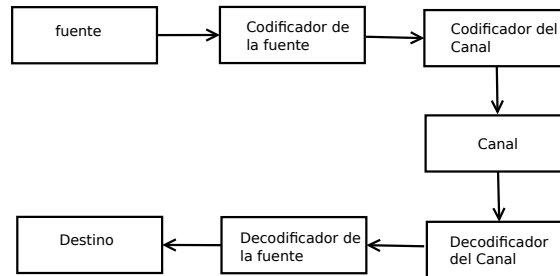 fuente
Codificador de
la fuente
Codificador del
Canal
Canal
Decodificador
del Canal
Decodificador de
la fuente
Destino